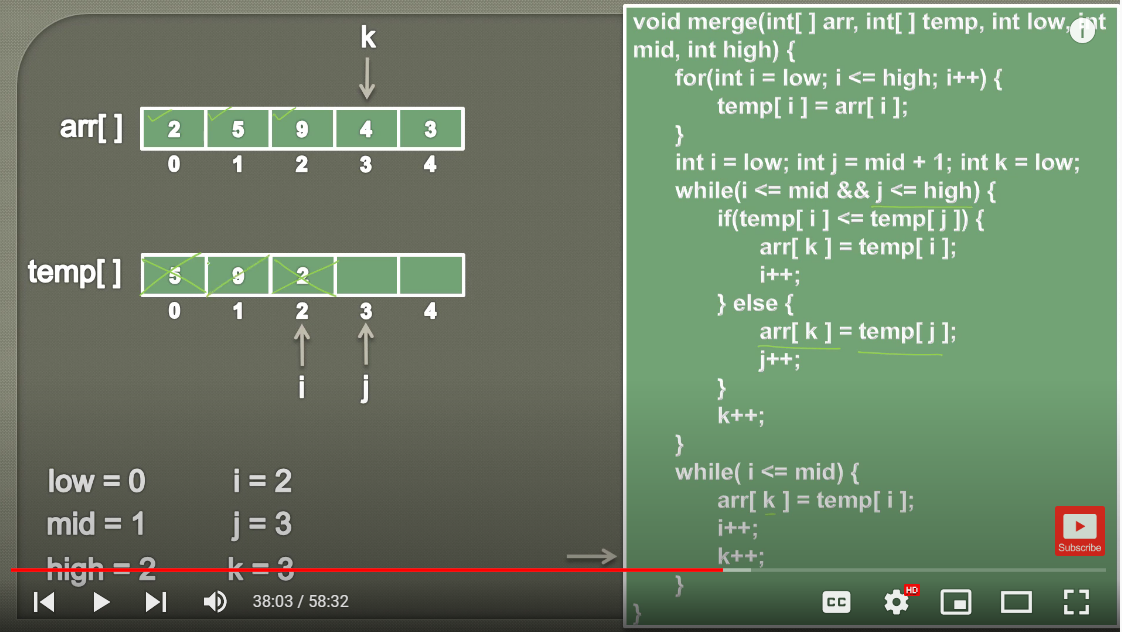 k
arr[ ] 2 5 9 4 3
0 1 2 3 4
temp[ ] 5 9 2
0 1 2 3 4
i j
low = 0 i = 2
mid = 1 j = 3
high = 2 k = 3
void merge(int[ ] arr, int[ ] temp, int low, int
mid, int high) {
for(int i = low; i <= high; i++) {
temp[ i ] = arr[ i ];
}
int i = low; int j = mid + 1; int k = low;
while(i <= mid && j <= high) {
if(temp[ i ] <= temp[ j ]) {
arr[ k ] = temp[ i ];
i++;
} else {
arr[ k ] = temp[ j ];
j++;
}
k++;
}
while( i <= mid) {
arr[ k ] = temp[ i ];
i++;
k++;
}
}
i
Subscribe
38:03 / 58:32
CC
HD